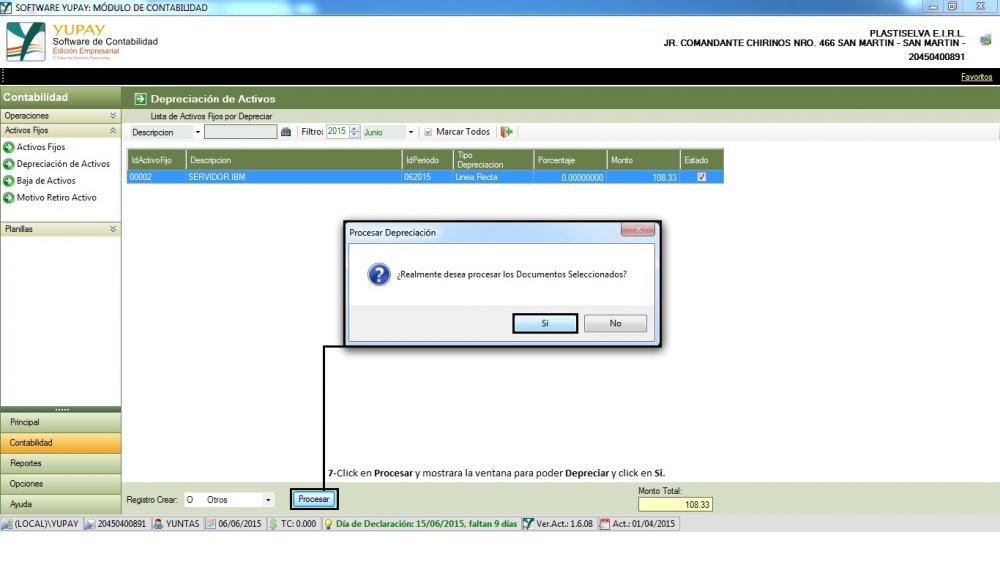 SOFTWARE YUPAY: MÓDULO DE CONTABILIDAD
YUPAY
Software de Contabilidad
Edición Empresarial
© Todos los Derechos Reservados
PLASTISELVA E.I.R.L.
JR. COMANDANTE CHIRINOS NRO. 466 SAN MARTIN - SAN MARTIN -
20450400891
Favoritos
Contabilidad
Operaciones
Activos Fijos
Activos Fijos
Depreciación de Activos
Baja de Activos
Motivo Retiro Activo
Planillas
Principal
Contabilidad
Reportes
Opciones
Ayuda
Depreciación de Activos
Lista de Activos Fijos por Depreciar
Descripcion Filtro: 2015 Junio Marcar Todos
IdActivoFijo Descripcion IdPeriodo Tipo Depreciacion Porcentaje Monto Estado
00002 SERVIDOR IBM 062015 Linea Recta 0.00000000 108.33
Procesar Depreciación
¿Realmente desea procesar los Documentos Seleccionados?
Sí No
7-Click en Procesar y mostrara la ventana para poder Depreciar y click en Si.
Registro Crear: O Otros Procesar
Monto Total:
108.33
(LOCAL)\YUPAY 20450400891 YUNTAS 06/06/2015 TC: 0.000 Día de Declaración: 15/06/2015, faltan 9 días Ver.Act.: 1.6.08 Act.: 01/04/2015